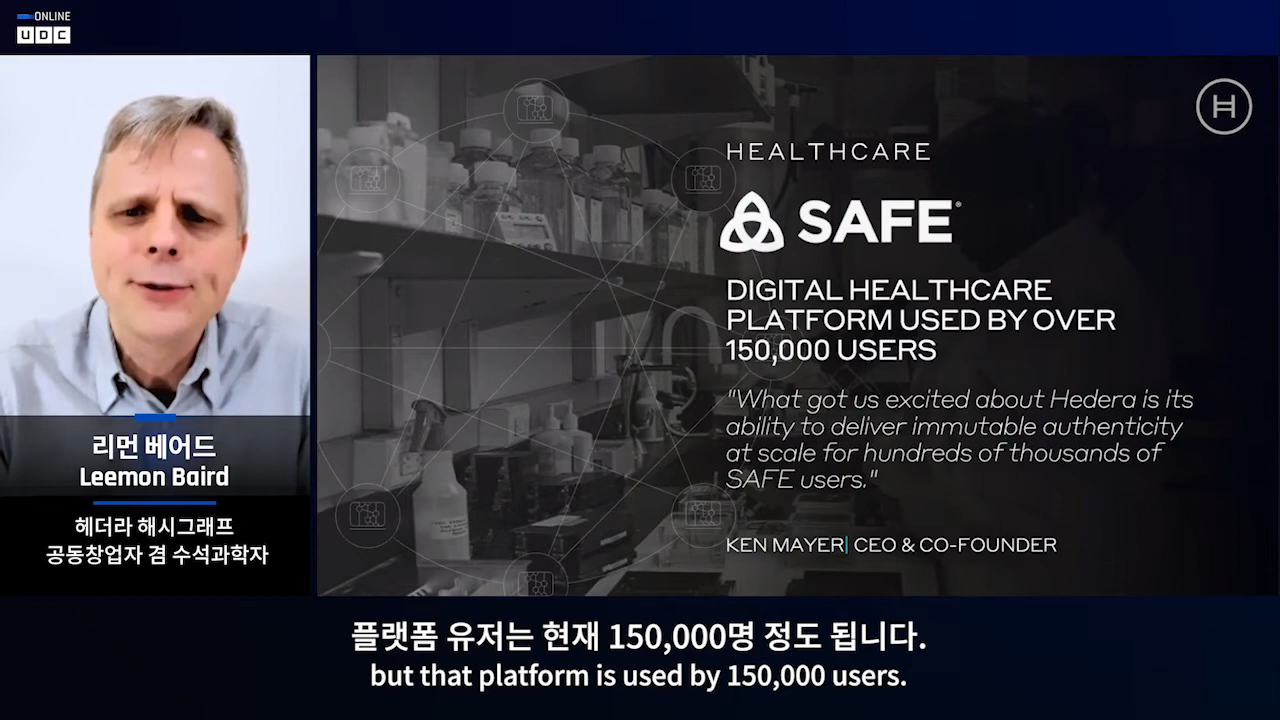 ONLINE
UDC
HEALTHCARE
SAFE®
DIGITAL HEALTHCARE
PLATFORM USED BY OVER
150,000 USERS
"What got us excited about Hedera is its
ability to deliver immutable authenticity
at scale for hundreds of thousands of
SAFE users."
KEN MAYER| CEO & CO-FOUNDER
리먼 베어드
Leemon Baird
헤더라 해시그래프
공동창업자 겸 수석과학자
플랫폼 유저는 현재 150,000명 정도 됩니다.
but that platform is used by 150,000 users.